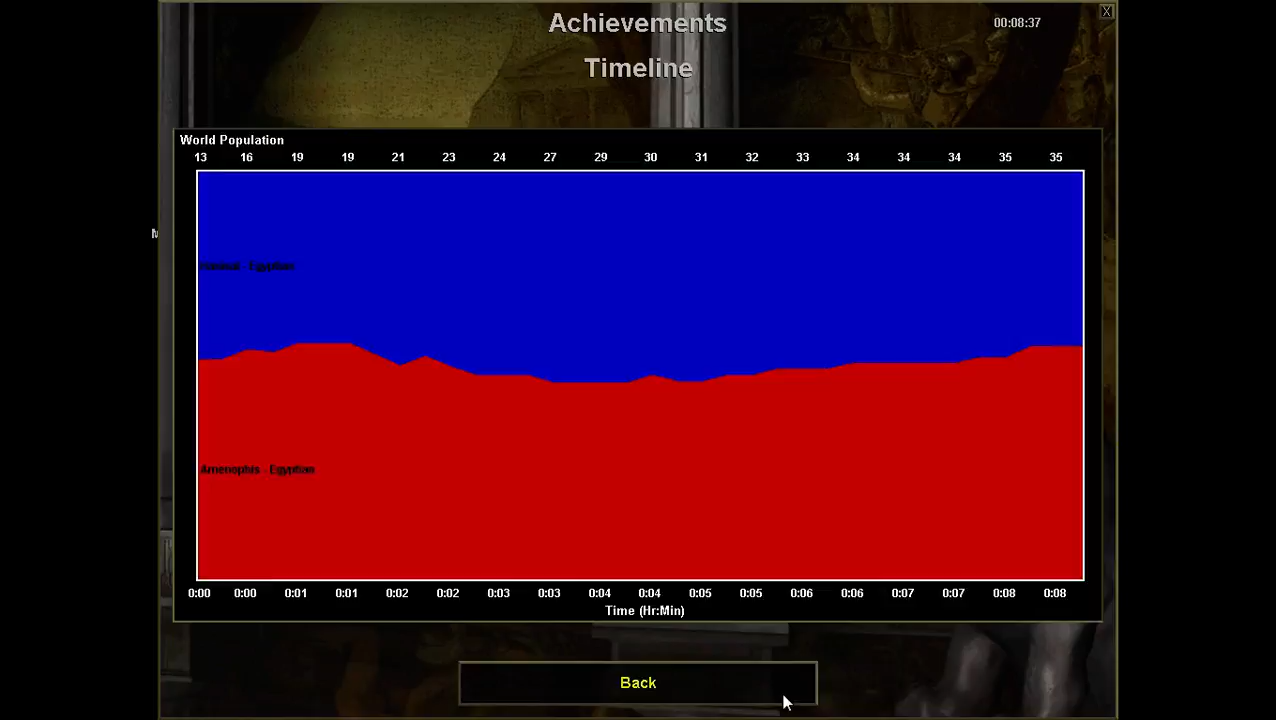 Achievements
00:08:37
X
Timeline
World Population
13 16 19 19 21 23 24 27 29 30 31 32 33 34 34 34 35 35
M
- Egyptian
Amenophis - Egyptian
0:00 0:00 0:01 0:01 0:02 0:02 0:03 0:03 0:04 0:04 0:05 0:05 0:06 0:06 0:07 0:07 0:08 0:08
Time (Hr:Min)
Back